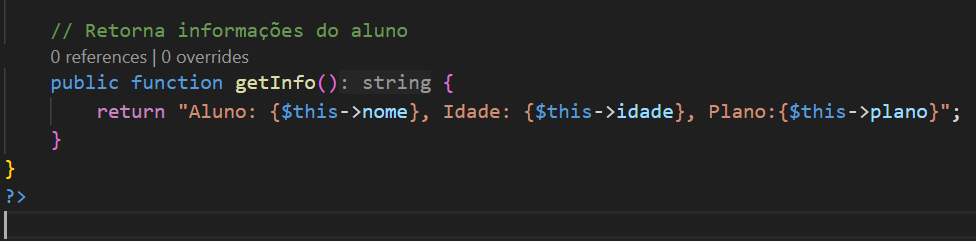 // Retorna informações do aluno
0 references | 0 overrides
public function getInfo(): string {
return "Aluno: {$this->nome}, Idade: {$this->idade}, Plano:{$this->plano}";
}
}
?>